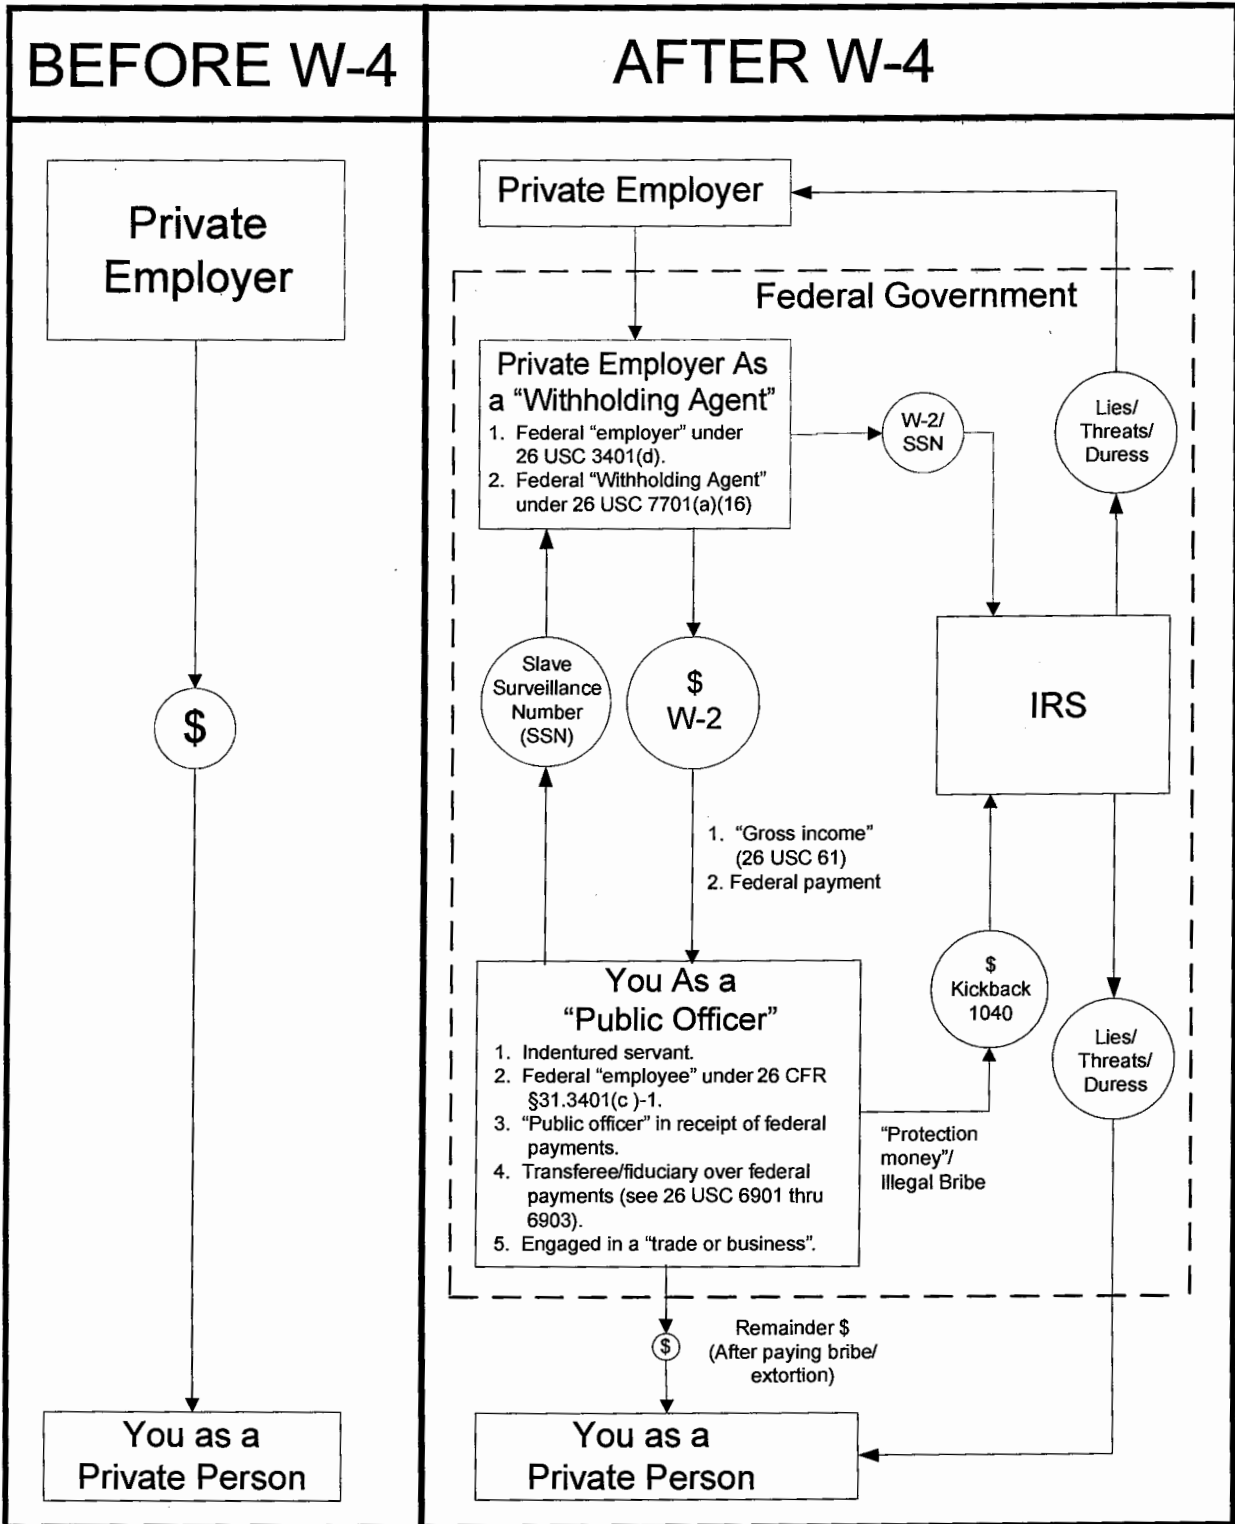 BEFORE W-4
AFTER W-4
Private
Employer
$
You as a
Private Person
Private Employer
Federal Government
Private Employer As
a “Withholding Agent”
1. Federal “employer” under
26 USC 3401(d).
2. Federal “Withholding Agent”
under 26 USC 7701(a)(16)
W-2/
SSN
Lies/
Threats/
Duress
Slave
Surveillance
Number
(SSN)
$
W-2
IRS
1. “Gross income”
(26 USC 61)
2. Federal payment
You As a
“Public Officer”
1. Indentured servant.
2. Federal “employee” under 26 CFR
§31.3401(c )-1.
3. “Public officer” in receipt of federal
payments.
4. Transferee/fiduciary over federal
payments (see 26 USC 6901 thru
6903).
5. Engaged in a “trade or business”.
$
Kickback
1040
Lies/
Threats/
Duress
“Protection
money”/
Illegal Bribe
$
Remainder $
(After paying bribe/
extortion)
You as a
Private Person